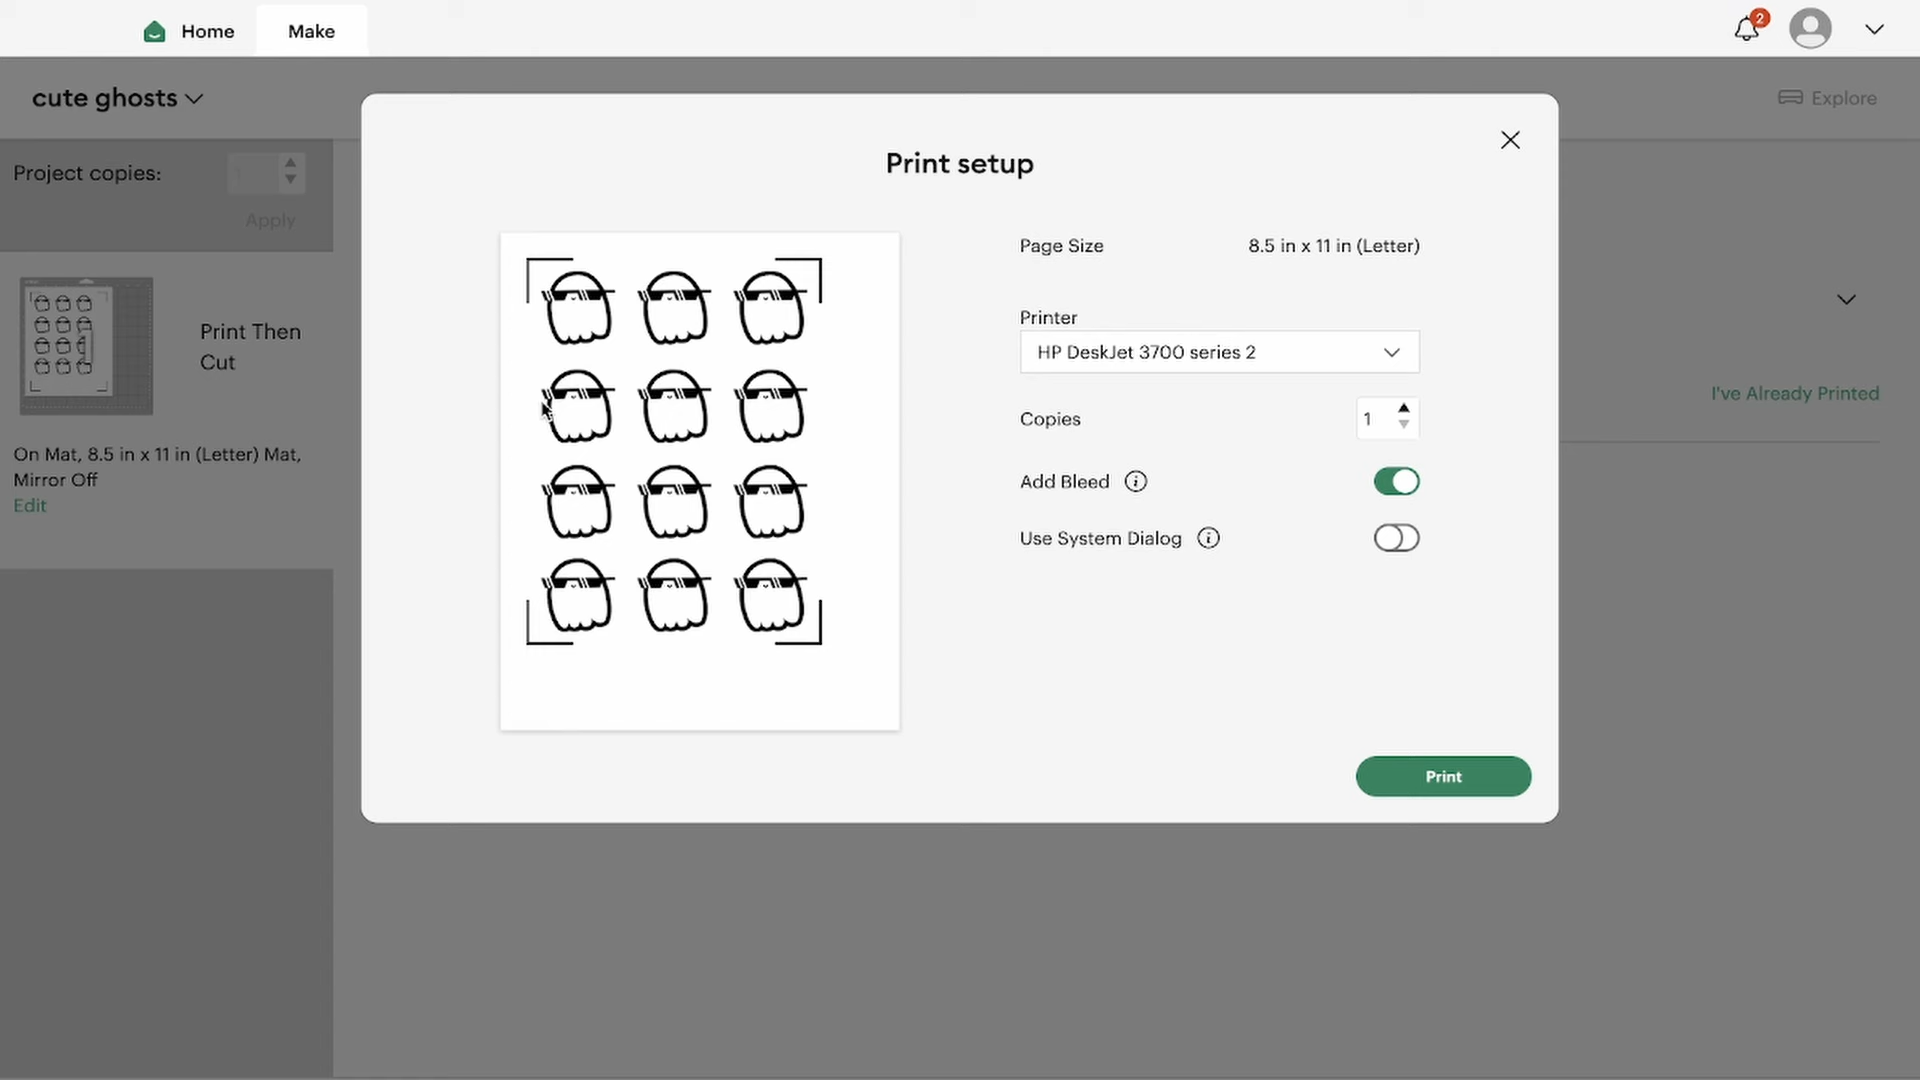 Home
Make
2
cute ghosts
Explore
Project copies:
Apply
Print Then
Cut
On Mat, 8.5 in x 11 in (Letter) Mat,
Mirror Off
Edit
Print setup
Page Size
8.5 in x 11 in (Letter)
Printer
HP DeskJet 3700 series 2
Copies
1
Add Bleed
Use System Dialog
I've Already Printed
Print